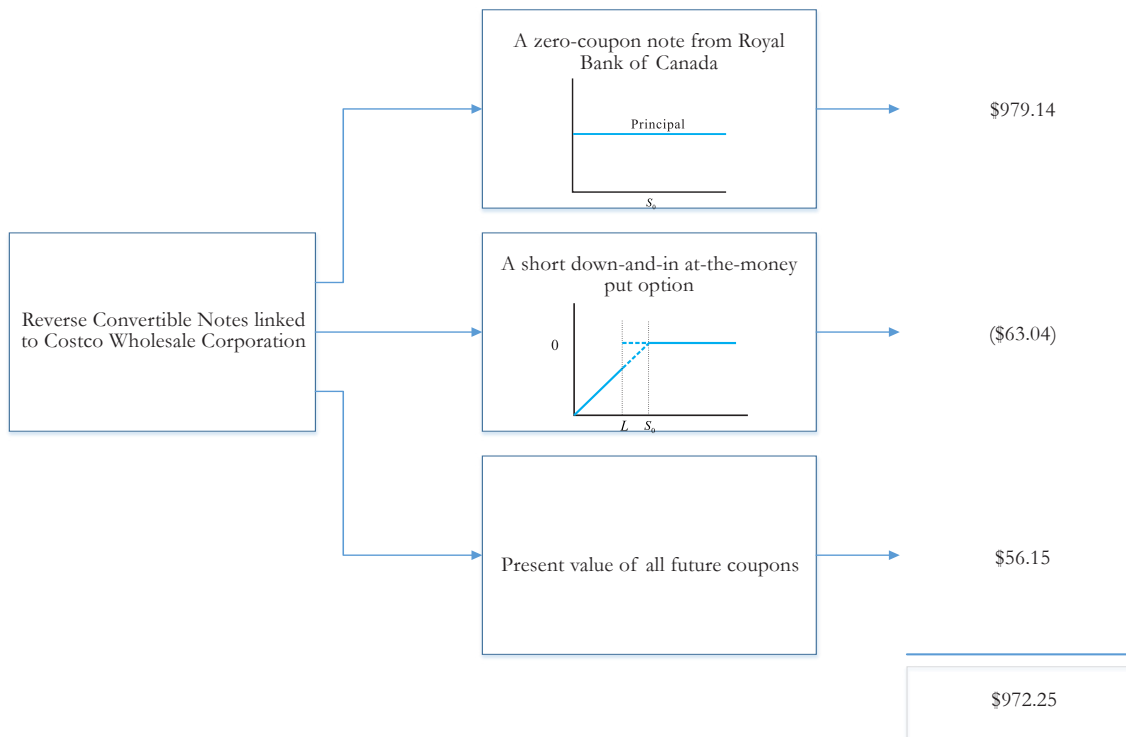 A zero-coupon note from Royal
Bank of Canada
Principal
S₀
$979.14
Reverse Convertible Notes linked
to Costco Wholesale Corporation
A short down-and-in at-the-money
put option
0
L S₀
($63.04)
Present value of all future coupons
$56.15
$972.25